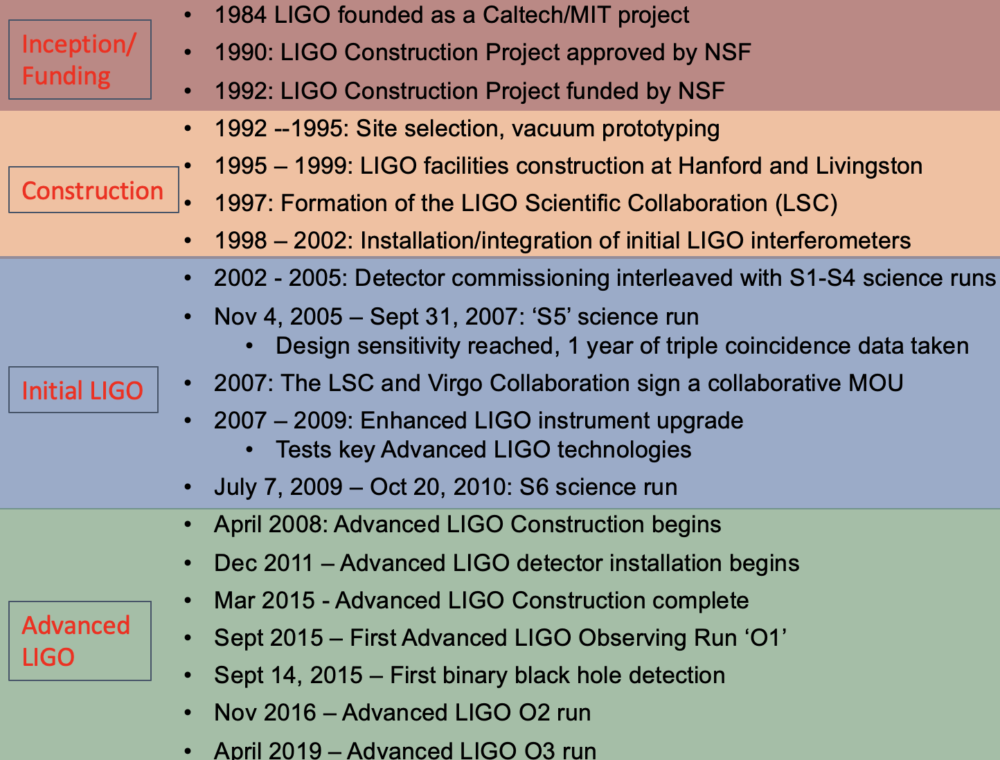 Inception/
Funding
• 1984 LIGO founded as a Caltech/MIT project
• 1990: LIGO Construction Project approved by NSF
• 1992: LIGO Construction Project funded by NSF
Construction
• 1992 --1995: Site selection, vacuum prototyping
• 1995 – 1999: LIGO facilities construction at Hanford and Livingston
• 1997: Formation of the LIGO Scientific Collaboration (LSC)
• 1998 – 2002: Installation/integration of initial LIGO interferometers
Initial LIGO
• 2002 - 2005: Detector commissioning interleaved with S1-S4 science runs
• Nov 4, 2005 – Sept 31, 2007: ‘S5’ science run
• Design sensitivity reached, 1 year of triple coincidence data taken
• 2007: The LSC and Virgo Collaboration sign a collaborative MOU
• 2007 – 2009: Enhanced LIGO instrument upgrade
• Tests key Advanced LIGO technologies
• July 7, 2009 – Oct 20, 2010: S6 science run
Advanced
LIGO
• April 2008: Advanced LIGO Construction begins
• Dec 2011 – Advanced LIGO detector installation begins
• Mar 2015 - Advanced LIGO Construction complete
• Sept 2015 – First Advanced LIGO Observing Run ‘O1’
• Sept 14, 2015 – First binary black hole detection
• Nov 2016 – Advanced LIGO O2 run
• April 2019 – Advanced LIGO O3 run